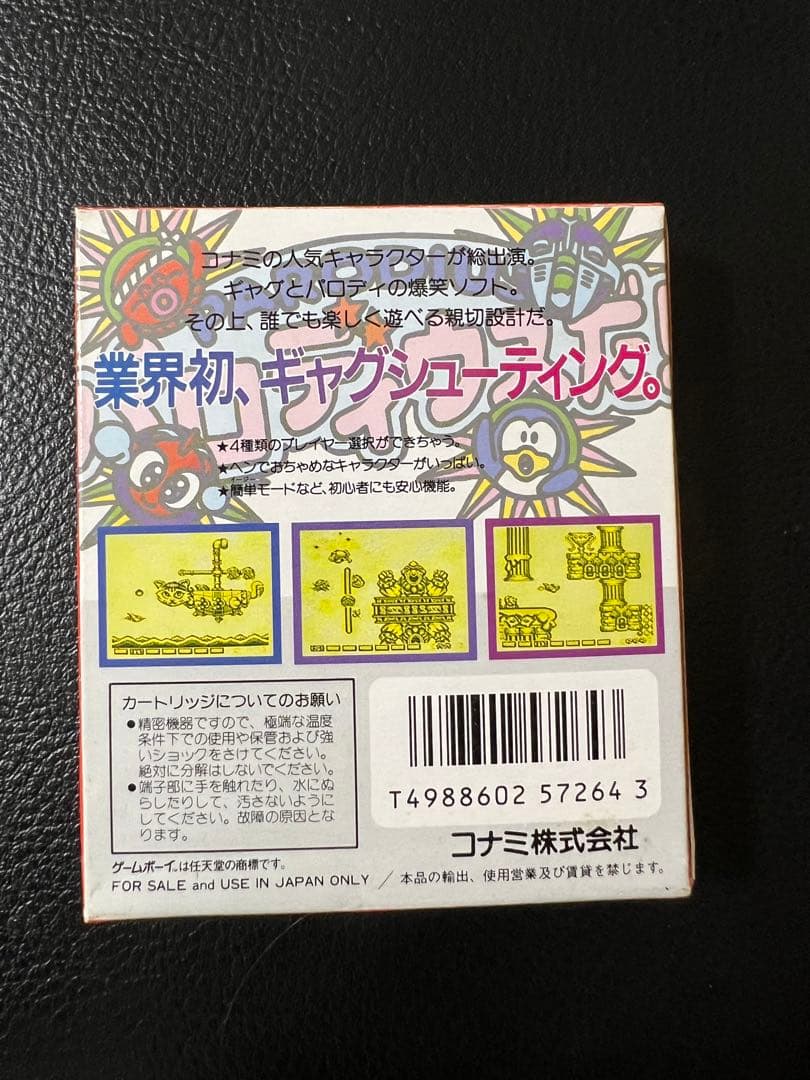 PARODIUS
パロディウスだ!
コナミの人気キャラクターが総出演。
ギャグとパロディの爆笑ソフト。
その上、誰でも楽しく遊べる親切設計だ。
業界初、ギャグシューティング。
★4種類のプレイヤー選択ができちゃう。
★ヘンでおちゃめなキャラクターがいっぱい。
イージー
★簡単モードなど、初心者にも安心機能。
カートリッジについてのお願い
●精密機器ですので、極端な温度
条件下での使用や保管および強
いショックをさけてください。
絶対に分解はしないでください。
●端子部に手を触れたり、水にぬ
らしたりして、汚さないように
してください。故障の原因とな
ります。
T4988602 57264 3
コナミ株式会社
ゲームボーイ™は任天堂の商標です。
FOR SALE and USE IN JAPAN ONLY / 本品の輸出、使用営業及び賃貸を禁じます。